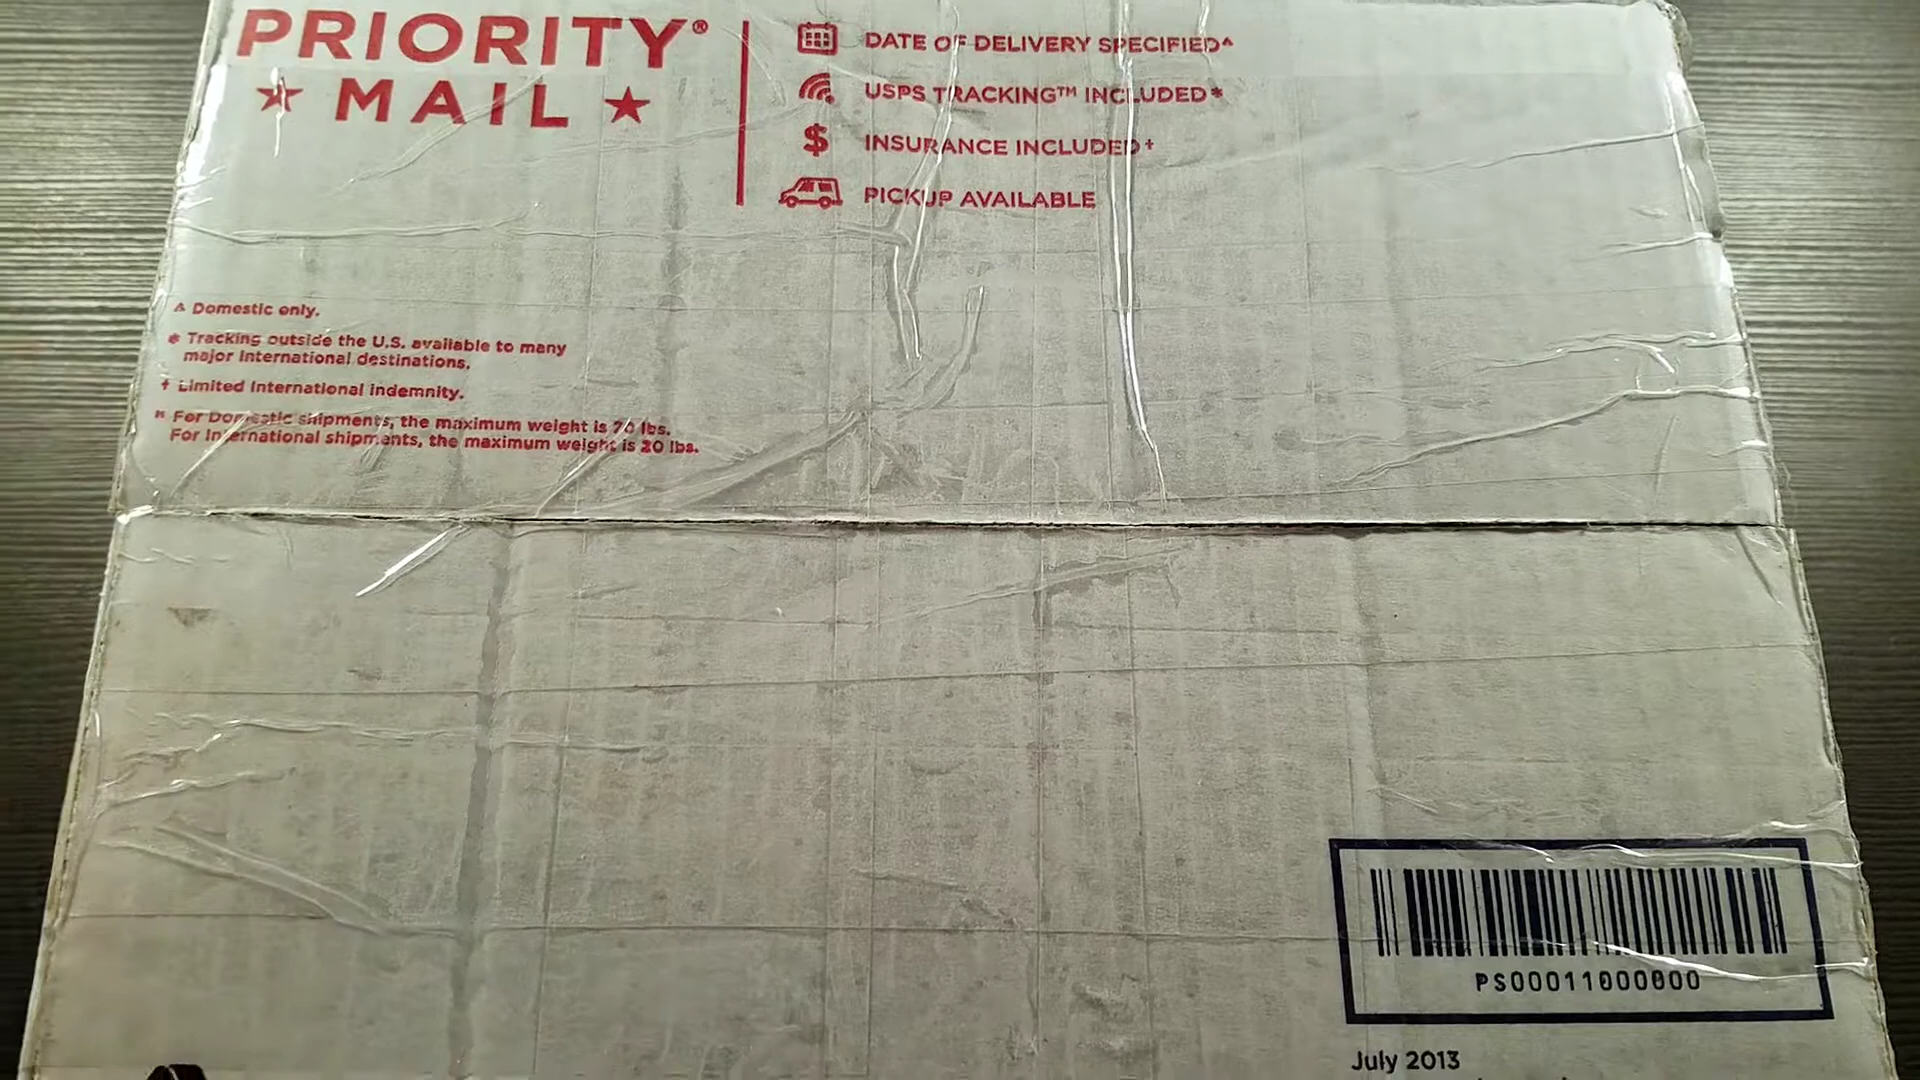 PRIORITY®
★ MAIL ★
DATE OF DELIVERY SPECIFIED^
USPS TRACKING™ INCLUDED*
INSURANCE INCLUDED†
PICKUP AVAILABLE
^ Domestic only.
* Tracking outside the U.S. available to many
major International destinations.
† Limited International indemnity.
¤ For Domestic shipments, the maximum weight is 70 lbs.
For International shipments, the maximum weight is 20 lbs.
PS00011000000
July 2013